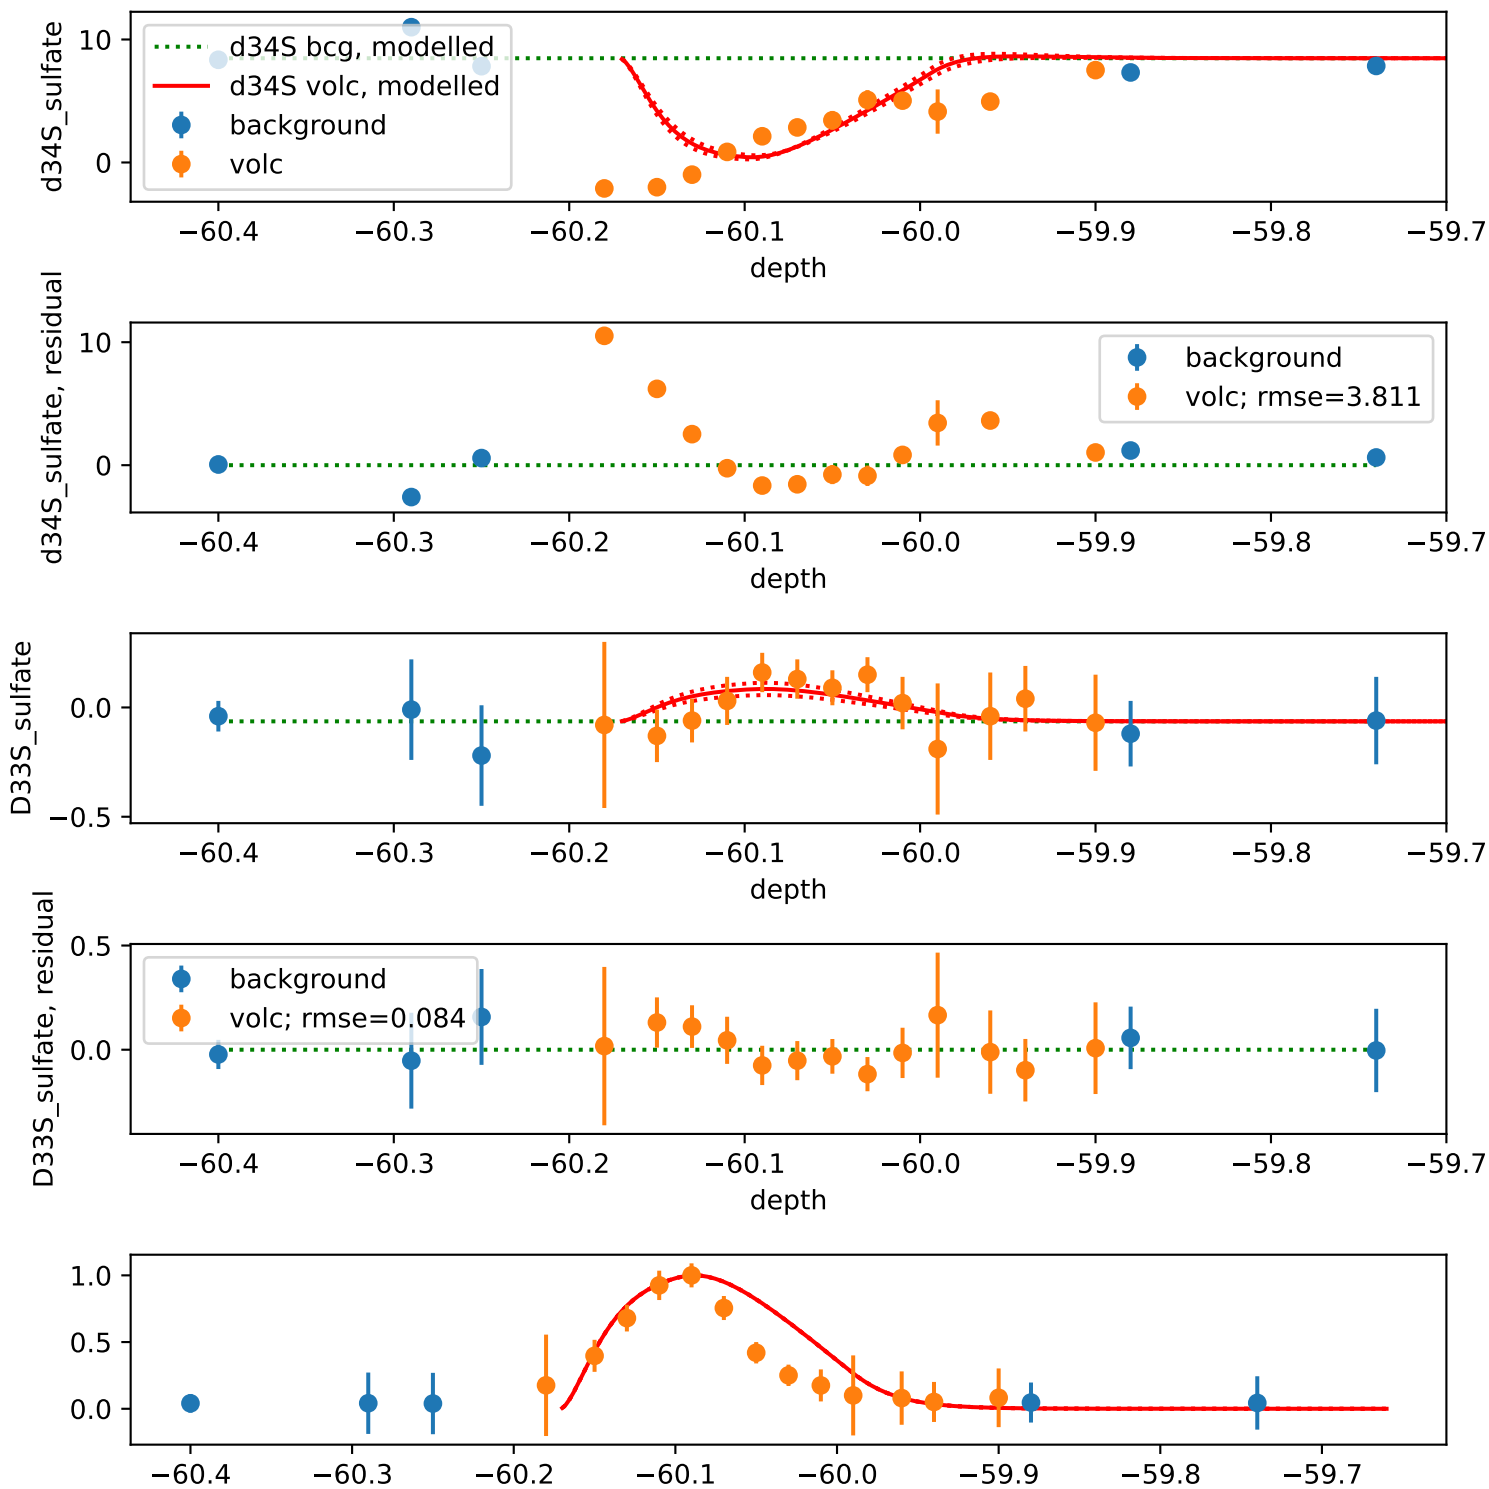 10
0
d34S_sulfate
d34S bcg, modelled
d34S volc, modelled
background
volc
−60.4 −60.3 −60.2 −60.1 −60.0 −59.9 −59.8 −59.7
depth
10
0
d34S_sulfate, residual
background
volc; rmse=3.811
−60.4 −60.3 −60.2 −60.1 −60.0 −59.9 −59.8 −59.7
depth
0.0
−0.5
D33S_sulfate
−60.4 −60.3 −60.2 −60.1 −60.0 −59.9 −59.8 −59.7
depth
0.5
0.0
D33S_sulfate, residual
background
volc; rmse=0.084
−60.4 −60.3 −60.2 −60.1 −60.0 −59.9 −59.8 −59.7
depth
1.0
0.5
0.0
−60.4 −60.3 −60.2 −60.1 −60.0 −59.9 −59.8 −59.7